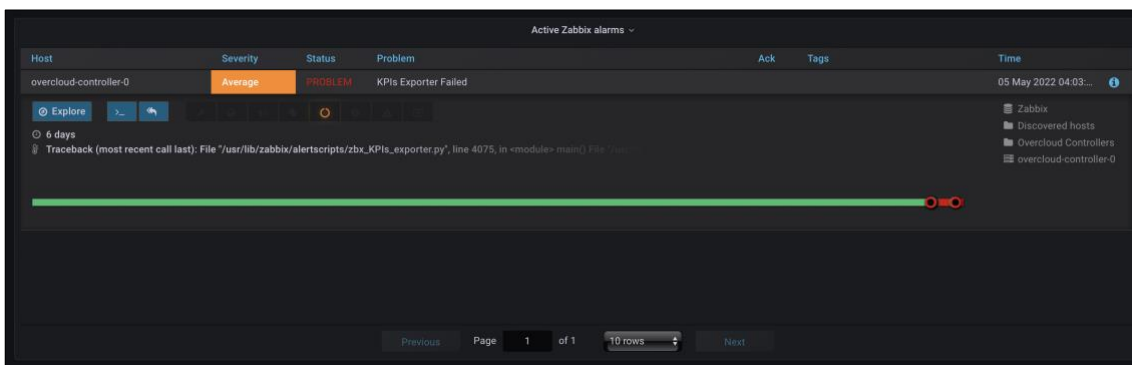 Active Zabbix alarms
Host Severity Status Problem Ack Tags Time
overcloud-controller-0 Average PROBLEM KPIs Exporter Failed 05 May 2022 04:03:...
Explore
Zabbix
6 days
Discovered hosts
Traceback (most recent call last): File "/usr/lib/zabbix/alertscripts/zbx_KPIs_exporter.py", line 4075, in <module> main() File
Overcloud Controllers
overcloud-controller-0
Previous Page 1 of 1 10 rows Next